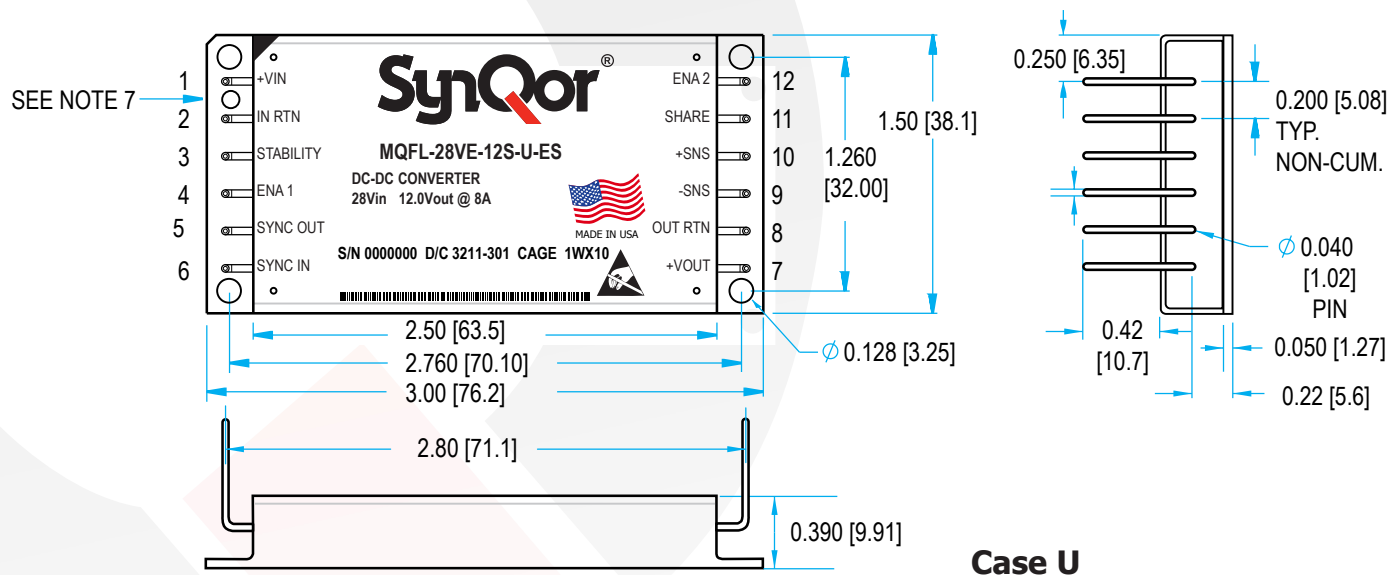 SynQor®
1 +VIN
SEE NOTE 7
2 IN RTN
3 STABILITY
4 ENA 1
5 SYNC OUT
6 SYNC IN
MQFL-28VE-12S-U-ES
DC-DC CONVERTER
28Vin 12.0Vout @ 8A
MADE IN USA
S/N 0000000 D/C 3211-301 CAGE 1WX10
ENA 2 12
SHARE 11
+SNS 10
-SNS 9
OUT RTN 8
+VOUT 7
1.260
[32.00]
1.50 [38.1]
2.50 [63.5]
2.760 [70.10]
3.00 [76.2]
Ø 0.128 [3.25]
0.250 [6.35]
0.200 [5.08]
TYP.
NON-CUM.
Ø 0.040
[1.02]
PIN
0.42
[10.7]
0.050 [1.27]
0.22 [5.6]
2.80 [71.1]
0.390 [9.91]
Case U